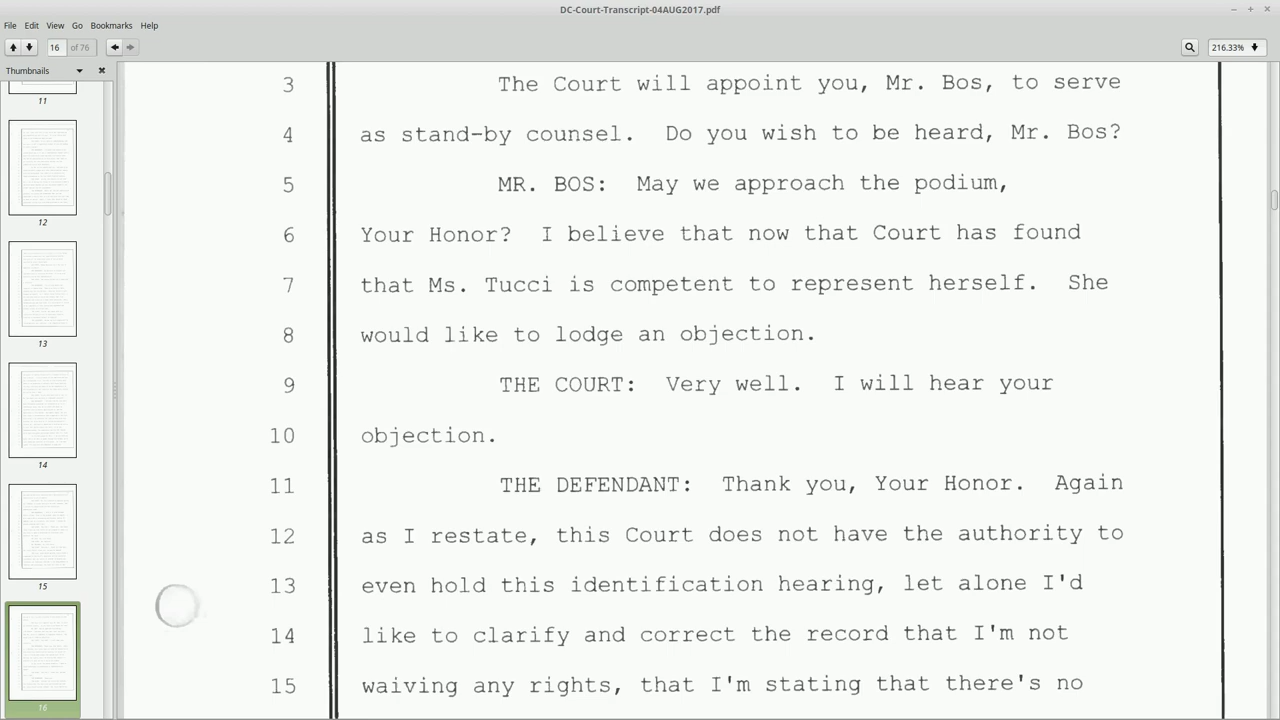 DC-Court-Transcript-04AUG2017.pdf
File Edit View Go Bookmarks Help
16 of 76 216.33%
Thumbnails
11
12
13
14
15
16
3 The Court will appoint you, Mr. Bos, to serve
4 as stand-by counsel. Do you wish to be heard, Mr. Bos?
5 MR. BOS: May we approach the podium,
6 Your Honor? I believe that now that Court has found
7 that Ms. Tucci is competent to represent herself. She
8 would like to lodge an objection.
9 THE COURT: Very well. I will hear your
10 objection.
11 THE DEFENDANT: Thank you, Your Honor. Again
12 as I restate, this Court does not have the authority to
13 even hold this identification hearing, let alone I'd
14 like to clarify and correct the record that I'm not
15 waiving any rights, that I'm stating that there's no